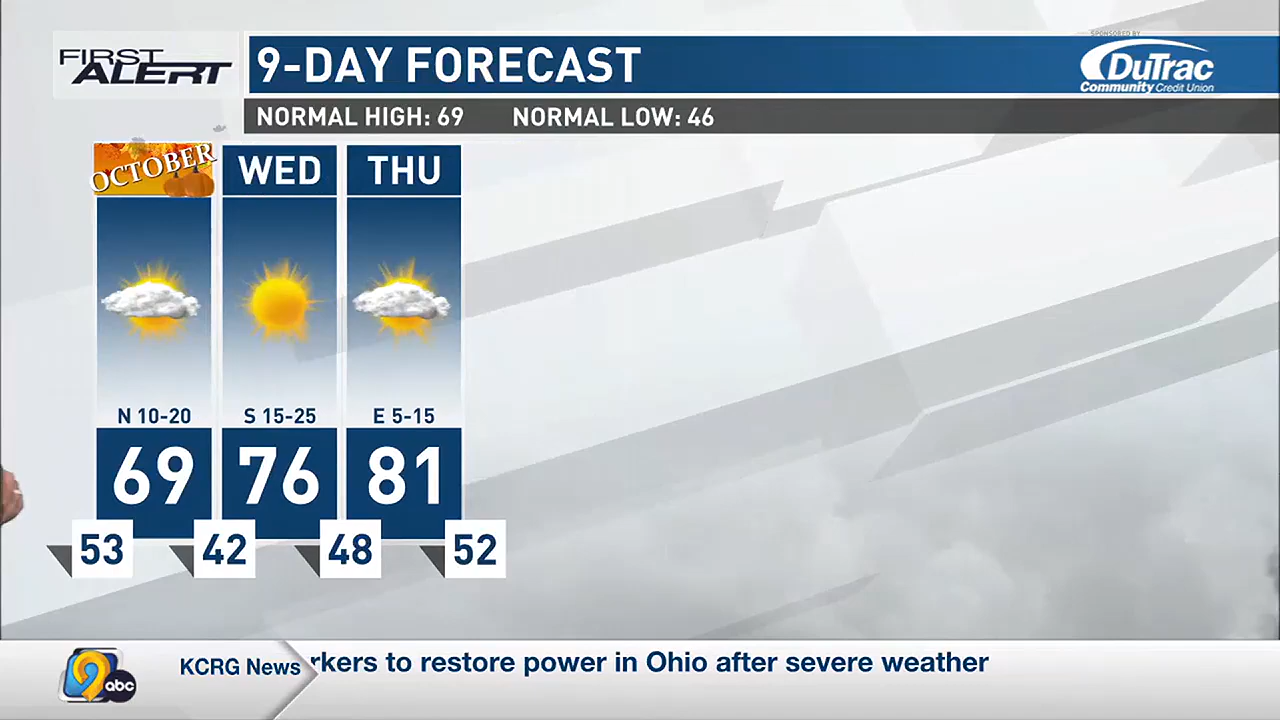 FIRST
ALERT
9-DAY FORECAST
SPONSORED BY
DuTrac
Community Credit Union
NORMAL HIGH: 69 NORMAL LOW: 46
OCTOBER WED THU
N 10-20 S 15-25 E 5-15
69 76 81
53 42 48 52
9 abc KCRG News rkers to restore power in Ohio after severe weather